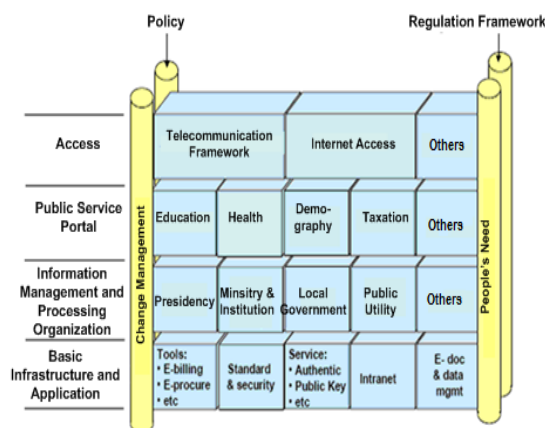 Policy
Regulation Framework
Access
Telecommunication
Framework
Internet Access
Others
Public Service
Portal
Education
Health
Demo-
graphy
Taxation
Others
Information
Management and
Processing
Organization
Presidency
Minsitry &
Institution
Local
Government
Public
Utility
Others
Basic
Infrastructure and
Application
Tools:
• E-billing
• E-procure
• etc
Standard
& security
Service:
• Authentic
• Public Key
• etc
Intranet
E- doc
& data
mgmt
Change Management
People's Need